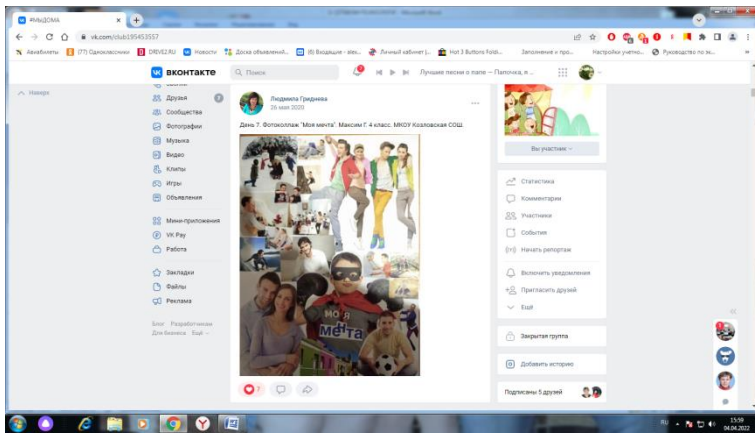 #МЫДОМА
vk.com/club195453557
Авиабилеты
(77) Одноклассники
DRIVE2.RU
Новости
Доска объявлений...
(6) Входящие - alex...
Личный кабинет |...
Hot 3 Buttons Foldi...
Заполнение и про...
Настройки учетно...
Руководство по эк...
вконтакте
Поиск
Лучшие песни о папе – Папочка, я ...
Наверх
Друзья
Сообщества
Фотографии
Музыка
Видео
Клипы
Игры
Объявления
Мини-приложения
VK Pay
Работа
Закладки
Файлы
Реклама
Блог Разработчикам
Для бизнеса Ещё
Людмила Гриднева
26 мая 2020
День 7. Фотоколлаж "Моя мечта". Максим Г. 4 класс. МКОУ Козловская СОШ.
МОЯ
Мечта
7
Вы участник
Статистика
Комментарии
Участники
События
Начать репортаж
Включить уведомления
Пригласить друзей
Ещё
Закрытая группа
Добавить историю
Подписаны 5 друзей
RU
15:59
04.04.2022